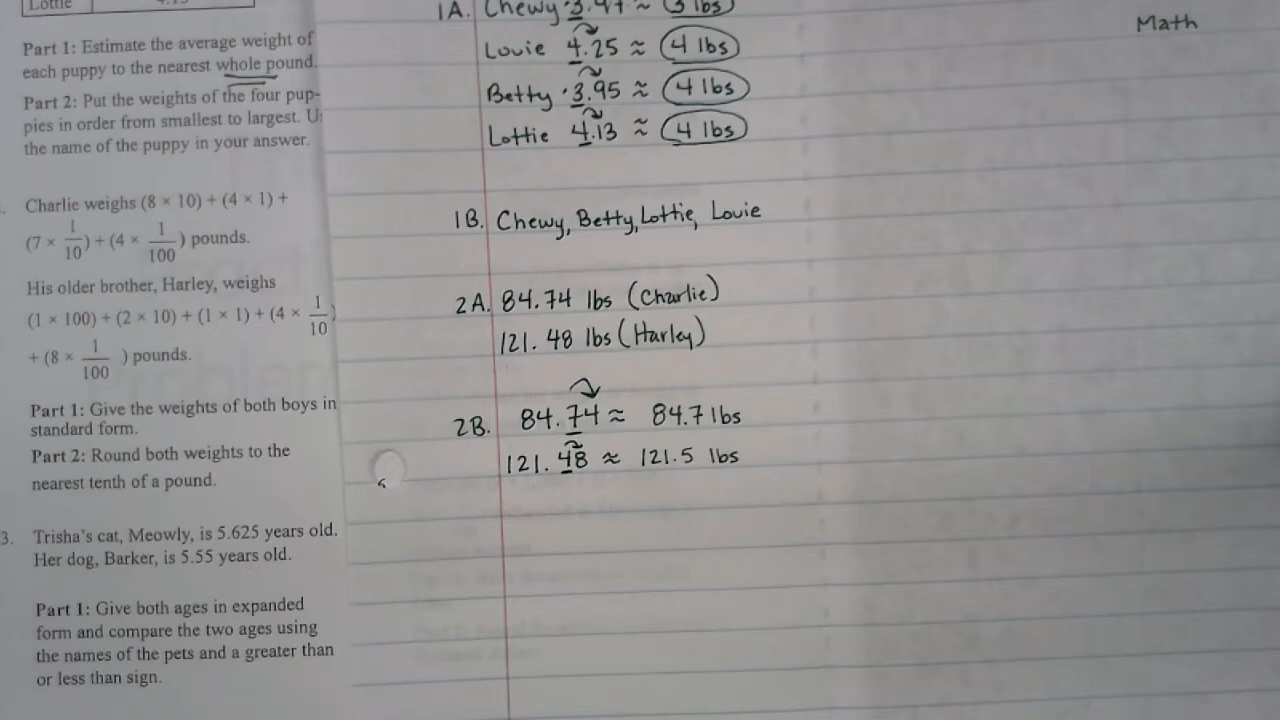 Lottie 4.13
Part 1: Estimate the average weight of
each puppy to the nearest whole pound.
Part 2: Put the weights of the four pup-
pies in order from smallest to largest. U
the name of the puppy in your answer.
Charlie weighs (8 × 10) + (4 × 1) +
(7 × 1/10) + (4 × 1/100) pounds.
His older brother, Harley, weighs
(1 × 100) + (2 × 10) + (1 × 1) + (4 × 1/10)
+ (8 × 1/100) pounds.
Part 1: Give the weights of both boys in
standard form.
Part 2: Round both weights to the
nearest tenth of a pound.
3. Trisha's cat, Meowly, is 5.625 years old.
Her dog, Barker, is 5.55 years old.
Part 1: Give both ages in expanded
form and compare the two ages using
the names of the pets and a greater than
or less than sign.
1A. Chewy ≈ 3 lbs
Louie 4.25 ≈ 4 lbs
Betty · 3.95 ≈ 4 lbs
Lottie 4.13 ≈ 4 lbs
1B. Chewy, Betty, Lottie, Louie
2A. 84.74 lbs (Charlie)
121.48 lbs (Harley)
2B. 84.74 ≈ 84.7 lbs
121.48 ≈ 121.5 lbs
Math